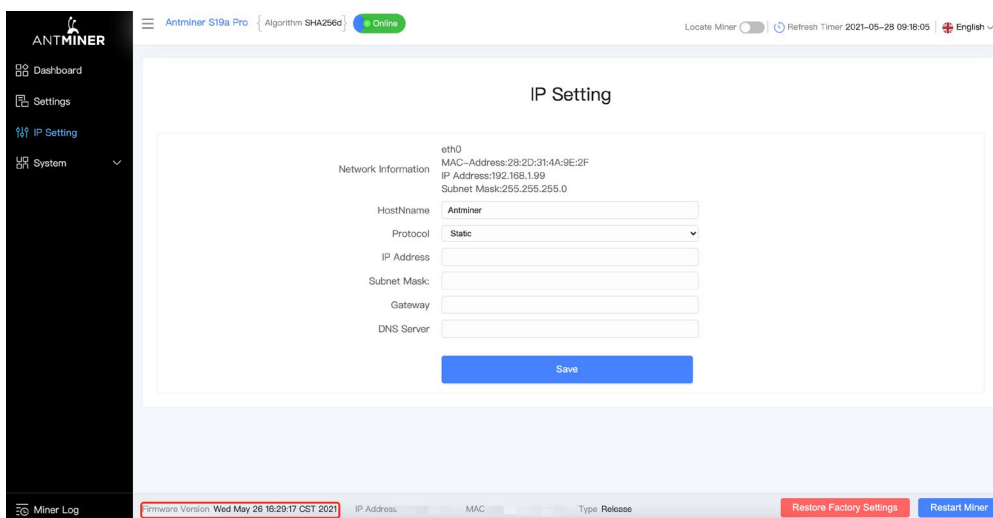 ANTMINER
Antminer S19a Pro { Algorithm SHA256d } Online
Locate Miner Refresh Timer 2021-05-28 09:18:05 English
Dashboard
Settings
IP Setting
System
Miner Log
IP Setting
Network Information
eth0
MAC-Address:28:2D:31:4A:9E:2F
IP Address:192.168.1.99
Subnet Mask:255.255.255.0
HostNname Antminer
Protocol Static
IP Address
Subnet Mask:
Gateway
DNS Server
Save
Firmware Version Wed May 26 16:29:17 CST 2021 IP Address MAC Type Release
Restore Factory Settings Restart Miner